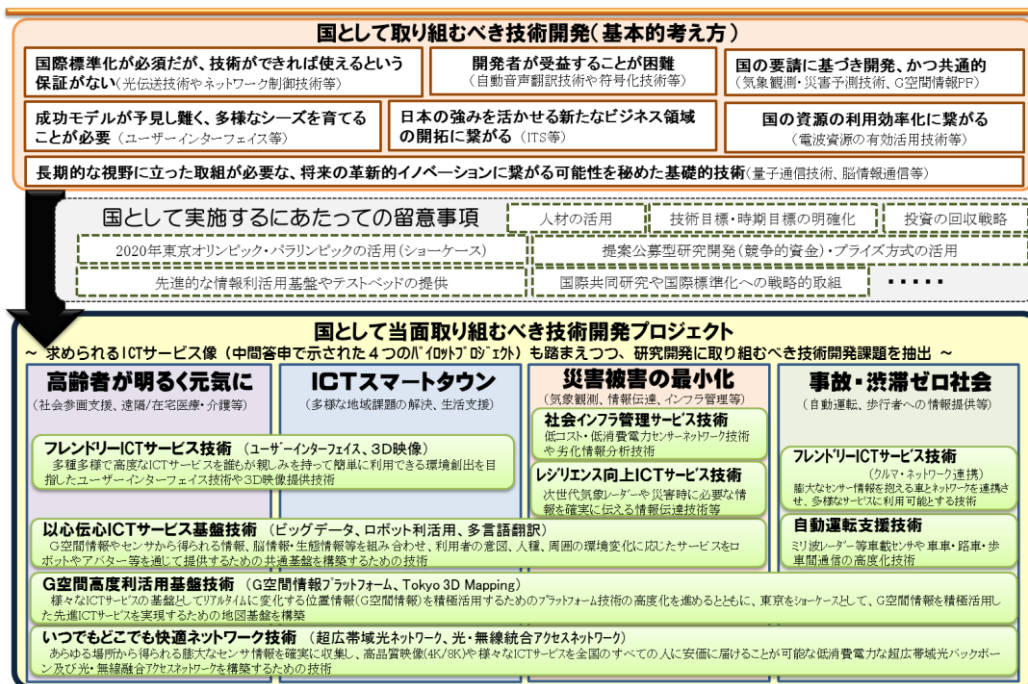 国として取り組むべき技術開発(基本的考え方)
国際標準化が必須だが、技術ができれば使えるという
保証がない(光伝送技術やネットワーク制御技術等)
開発者が受益することが困難
(自動音声翻訳技術や符号化技術等)
国の要請に基づき開発、かつ共通的
(気象観測・災害予測技術、G空間情報PF)
成功モデルが予見し難く、多様なシーズを育てる
ことが必要(ユーザーインターフェイス等)
日本の強みを活かせる新たなビジネス領域
の開拓に繋がる(ITS等)
国の資源の利用効率化に繋がる
(電波資源の有効活用技術等)
長期的な視野に立った取組が必要な、将来の革新的イノベーションに繋がる可能性を秘めた基礎的技術(量子通信技術、脳情報通信等)
国として実施するにあたっての留意事項
人材の活用
技術目標・時期目標の明確化
投資の回収戦略
2020年東京オリンピック・パラリンピックの活用(ショーケース)
提案公募型研究開発(競争的資金)・プライズ方式の活用
先進的な情報利活用基盤やテストベッドの提供
国際共同研究や国際標準化への戦略的取組
・・・・・
国として当面取り組むべき技術開発プロジェクト
~ 求められるICTサービス像(中間答申で示された4つのパイロットプロジェクト)も踏まえつつ、研究開発に取り組むべき技術開発課題を抽出 ~
高齢者が明るく元気に
(社会参画支援、遠隔/在宅医療・介護等)
ICTスマートタウン
(多様な地域課題の解決、生活支援)
災害被害の最小化
(気象観測、情報伝達、インフラ管理等)
事故・渋滞ゼロ社会
(自動運転、歩行者への情報提供等)
社会インフラ管理サービス技術
低コスト・低消費電力センサーネットワーク技術
や劣化情報分析技術
フレンドリーICTサービス技術 (ユーザーインターフェイス、3D映像)
多種多様で高度なICTサービスを誰もが親しみを持って簡単に利用できる環境創出を
目指したユーザーインターフェイス技術や3D映像提供技術
レジリエンス向上ICTサービス技術
次世代気象レーダーや災害時に必要な情
報を確実に伝える情報伝達技術等
フレンドリーICTサービス技術
(クルマ・ネットワーク連携)
膨大なセンサー情報を抱える車とネットワークを連携さ
せ、多様なサービスに利用可能とする技術
以心伝心ICTサービス基盤技術 (ビッグデータ、ロボット利活用、多言語翻訳)
G空間情報やセンサから得られる情報、脳情報・生態情報等を組み合わせ、利用者の意図、人種、周囲の環境変化に応じたサービスをロ
ボットやアバター等を通じて提供するための共通基盤を構築するための技術
自動運転支援技術
ミリ波レーダー等車載センサや車車・路車・歩
車間通信の高度化技術
G空間高度利活用基盤技術 (G空間情報プラットフォーム、Tokyo 3D Mapping)
様々なICTサービスの基盤としてリアルタイムに変化する位置情報(G空間情報)を積極活用するためのプラットフォーム技術の高度化を進めるとともに、東京をショーケースとして、G空間情報を積極活用し
た先進ICTサービスを実現するための地図基盤を構築
いつでもどこでも快適ネットワーク技術 (超広帯域光ネットワーク、光・無線統合アクセスネットワーク)
あらゆる場所から得られる膨大なセンサ情報を確実に収集し、高品質映像(4K/8K)や様々なICTサービスを全国のすべての人に安価に届けることが可能な低消費電力な超広帯域光バックボー
ン及び光・無線融合アクセスネットワークを構築するための技術